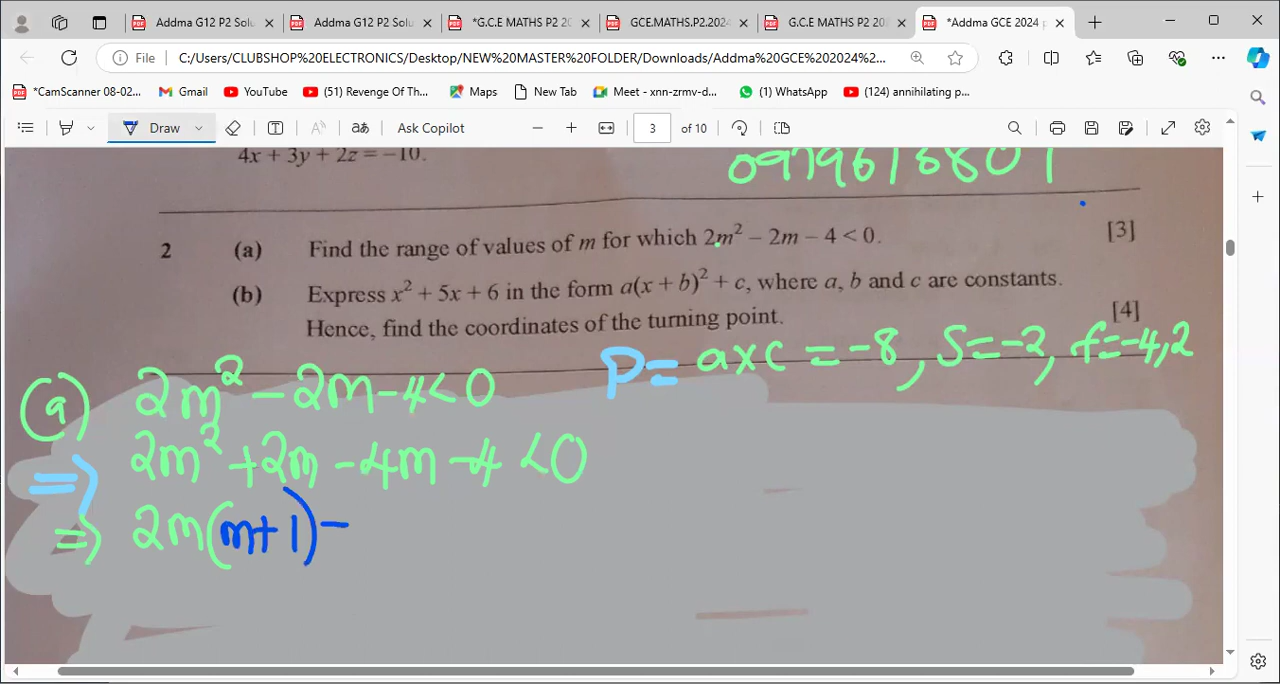 Addma G12 P2 Solu
Addma G12 P2 Solu
*G.C.E MATHS P2 20
GCE.MATHS.P2.2024
G.C.E MATHS P2 20
*Addma GCE 2024 p
File
C:/Users/CLUBSHOP%20ELECTRONICS/Desktop/NEW%20MASTER%20FOLDER/Downloads/Addma%20GCE%202024%2...
*CamScanner 08-02...
Gmail
YouTube
(51) Revenge Of Th...
Maps
New Tab
Meet - xnn-zrmv-d...
(1) WhatsApp
(124) annihilating p...
Draw
Ask Copilot
3 of 10
4x + 3y + 2z = −10.
2 (a) Find the range of values of m for which 2m² − 2m − 4 < 0. [3]
(b) Express x² + 5x + 6 in the form a(x + b)² + c, where a, b and c are constants.
Hence, find the coordinates of the turning point. [4]
P = a×c = −8, S = −2, f = −4, 2
(a) 2m² − 2m − 4 < 0
⇒ 2m² + 2m − 4m − 4 < 0
⇒ 2m(m+1) −